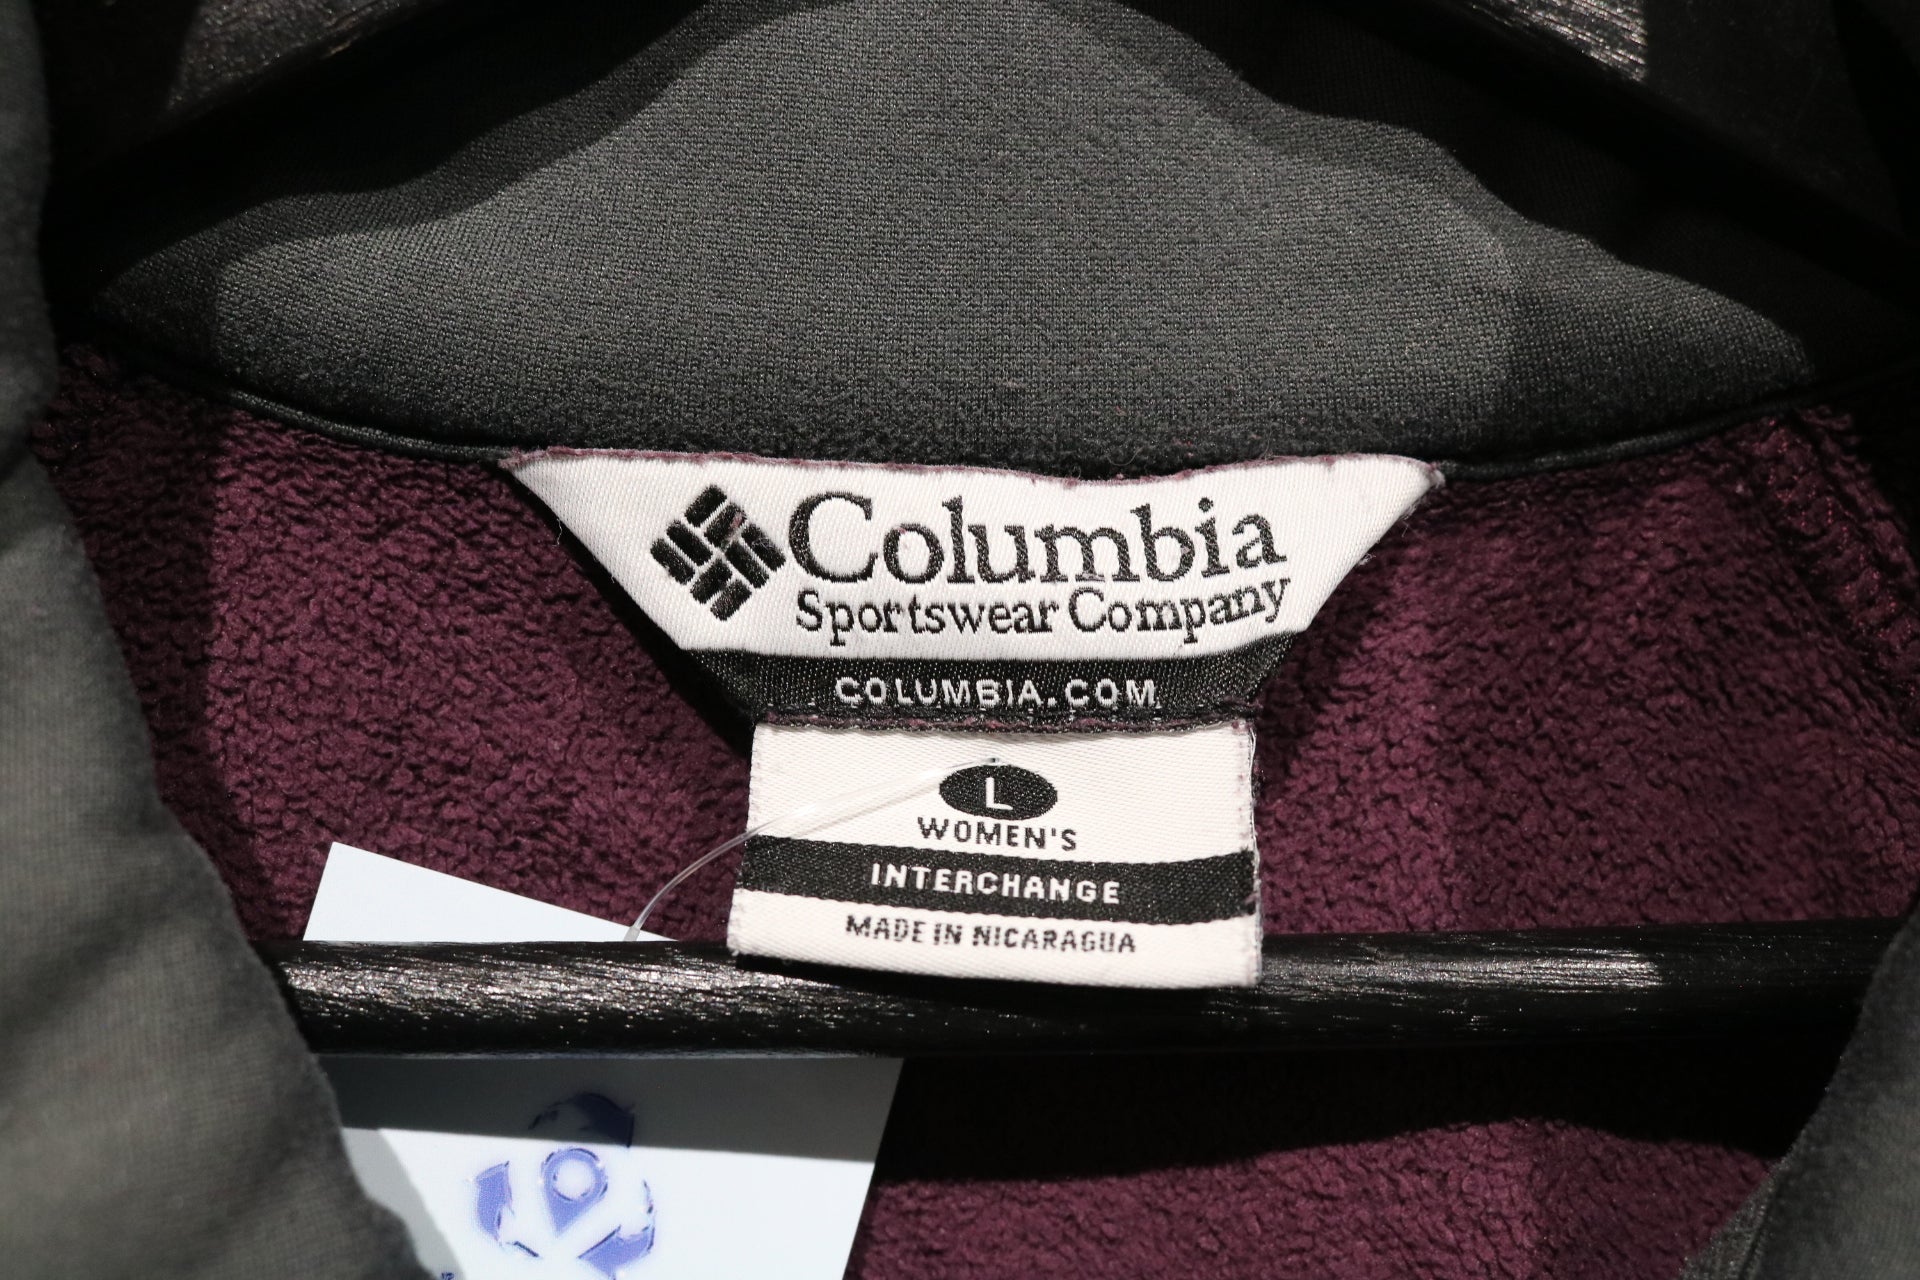 Columbia
Sportswear Company
COLUMBIA.COM
L
WOMEN'S
INTERCHANGE
MADE IN NICARAGUA